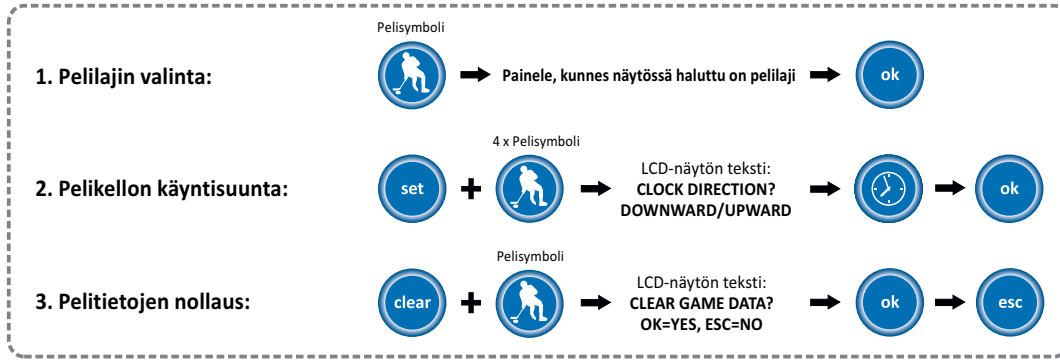 Pelisymboli
1. Pelilajin valinta:
Painele, kunnes näytössä haluttu on pelilaji
ok
4 x Pelisymboli
2. Pelikellon käyntisuunta:
set
+
LCD-näytön teksti:
CLOCK DIRECTION?
DOWNWARD/UPWARD
ok
Pelisymboli
3. Pelitietojen nollaus:
clear
+
LCD-näytön teksti:
CLEAR GAME DATA?
OK=YES, ESC=NO
ok
esc